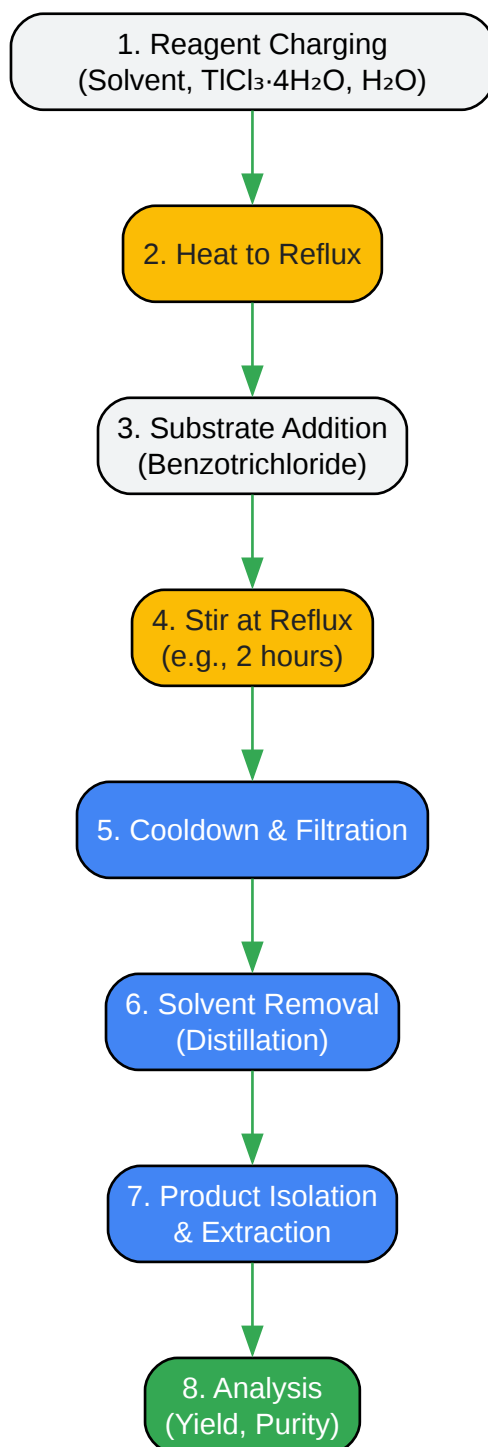 1. Reagent Charging
(Solvent, TlCl₃·4H₂O, H₂O)
2. Heat to Reflux
3. Substrate Addition
(Benzotrichloride)
4. Stir at Reflux
(e.g., 2 hours)
5. Cooldown & Filtration
6. Solvent Removal
(Distillation)
7. Product Isolation
& Extraction
8. Analysis
(Yield, Purity)